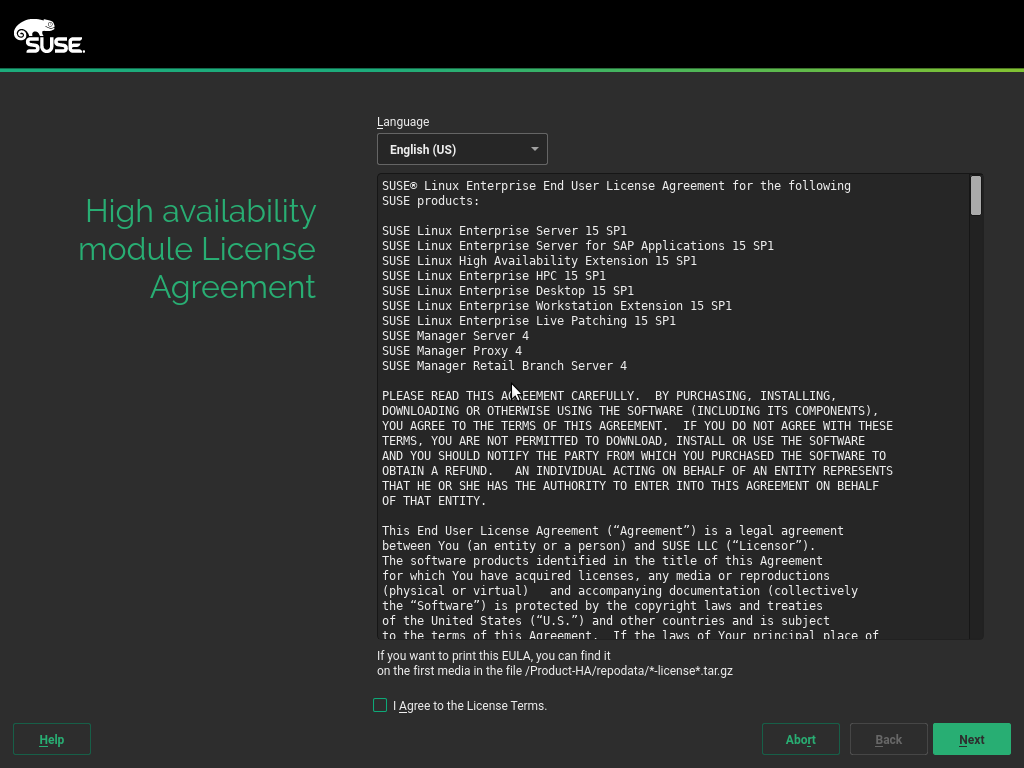 SUSE.
High availability
module License
Agreement
Language
English (US)
SUSE® Linux Enterprise End User License Agreement for the following
SUSE products:
SUSE Linux Enterprise Server 15 SP1
SUSE Linux Enterprise Server for SAP Applications 15 SP1
SUSE Linux High Availability Extension 15 SP1
SUSE Linux Enterprise HPC 15 SP1
SUSE Linux Enterprise Desktop 15 SP1
SUSE Linux Enterprise Workstation Extension 15 SP1
SUSE Linux Enterprise Live Patching 15 SP1
SUSE Manager Server 4
SUSE Manager Proxy 4
SUSE Manager Retail Branch Server 4
PLEASE READ THIS AGREEMENT CAREFULLY.  BY PURCHASING, INSTALLING,
DOWNLOADING OR OTHERWISE USING THE SOFTWARE (INCLUDING ITS COMPONENTS),
YOU AGREE TO THE TERMS OF THIS AGREEMENT.  IF YOU DO NOT AGREE WITH THESE
TERMS, YOU ARE NOT PERMITTED TO DOWNLOAD, INSTALL OR USE THE SOFTWARE
AND YOU SHOULD NOTIFY THE PARTY FROM WHICH YOU PURCHASED THE SOFTWARE TO
OBTAIN A REFUND.   AN INDIVIDUAL ACTING ON BEHALF OF AN ENTITY REPRESENTS
THAT HE OR SHE HAS THE AUTHORITY TO ENTER INTO THIS AGREEMENT ON BEHALF
OF THAT ENTITY.
This End User License Agreement (“Agreement”) is a legal agreement
between You (an entity or a person) and SUSE LLC (“Licensor”).
The software products identified in the title of this Agreement
for which You have acquired licenses, any media or reproductions
(physical or virtual)   and accompanying documentation (collectively
the “Software”) is protected by the copyright laws and treaties
of the United States (“U.S.”) and other countries and is subject
to the terms of this Agreement.  If the laws of Your principal place of
If you want to print this EULA, you can find it
on the first media in the file /Product-HA/repodata/*-license*.tar.gz
I Agree to the License Terms.
Help
Abort
Back
Next